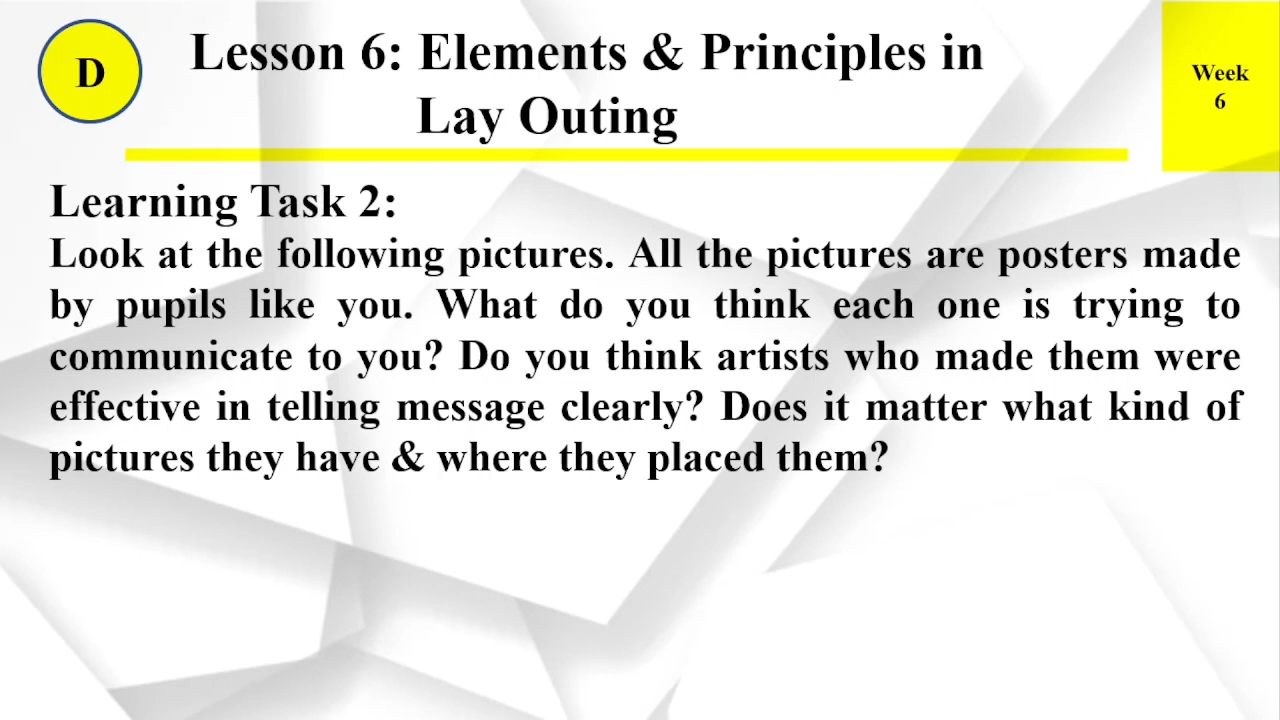 D
Lesson 6: Elements & Principles in
Lay Outing
Week
6
Learning Task 2:
Look at the following pictures. All the pictures are posters made
by pupils like you. What do you think each one is trying to
communicate to you? Do you think artists who made them were
effective in telling message clearly? Does it matter what kind of
pictures they have & where they placed them?